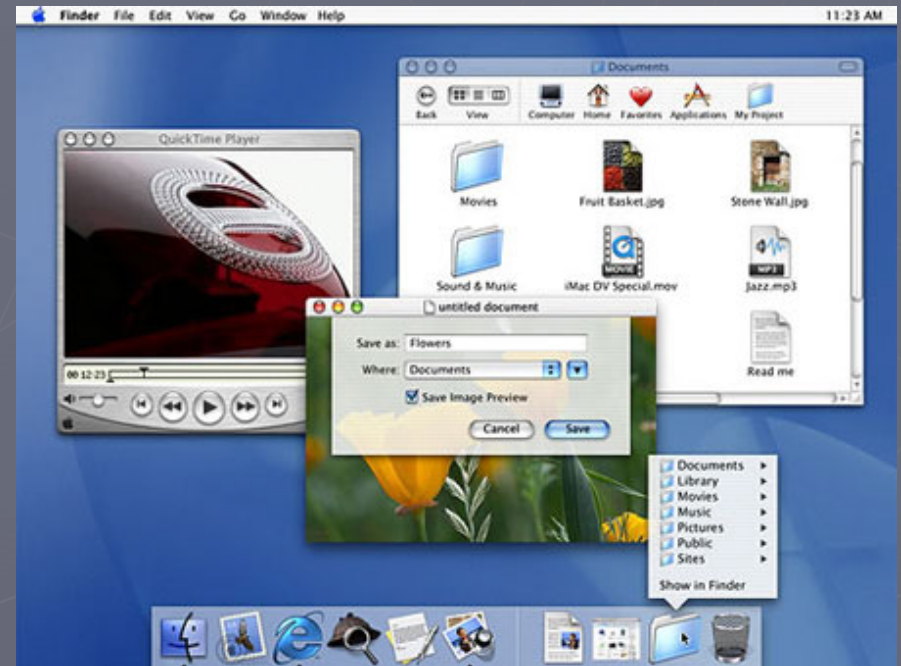 Finder File Edit View Go Window Help 11:23 AM
Documents
Back View Computer Home Favorites Applications My Project
QuickTime Player
Movies Fruit Basket.jpg Stone Wall.jpg
MOVIE MP3
Sound & Music iMac DV Special.mov Jazz.mp3
untitled document
Save as: Flowers
Where: Documents
Read me
00 12:23
Save Image Preview
Cancel Save
Documents
Library
Movies
Music
Pictures
Public
Sites
Show in Finder